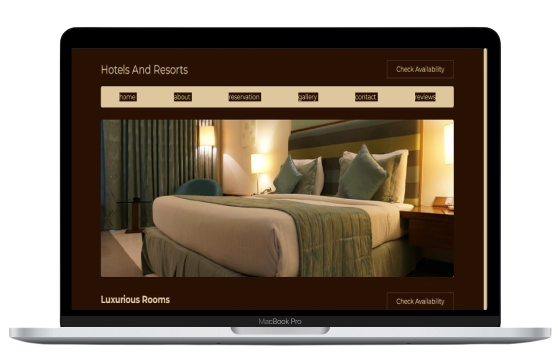 Hotels And Resorts
Check Availability
home about reservation gallery contact reviews
Luxurious Rooms
Check Availability
MacBook Pro